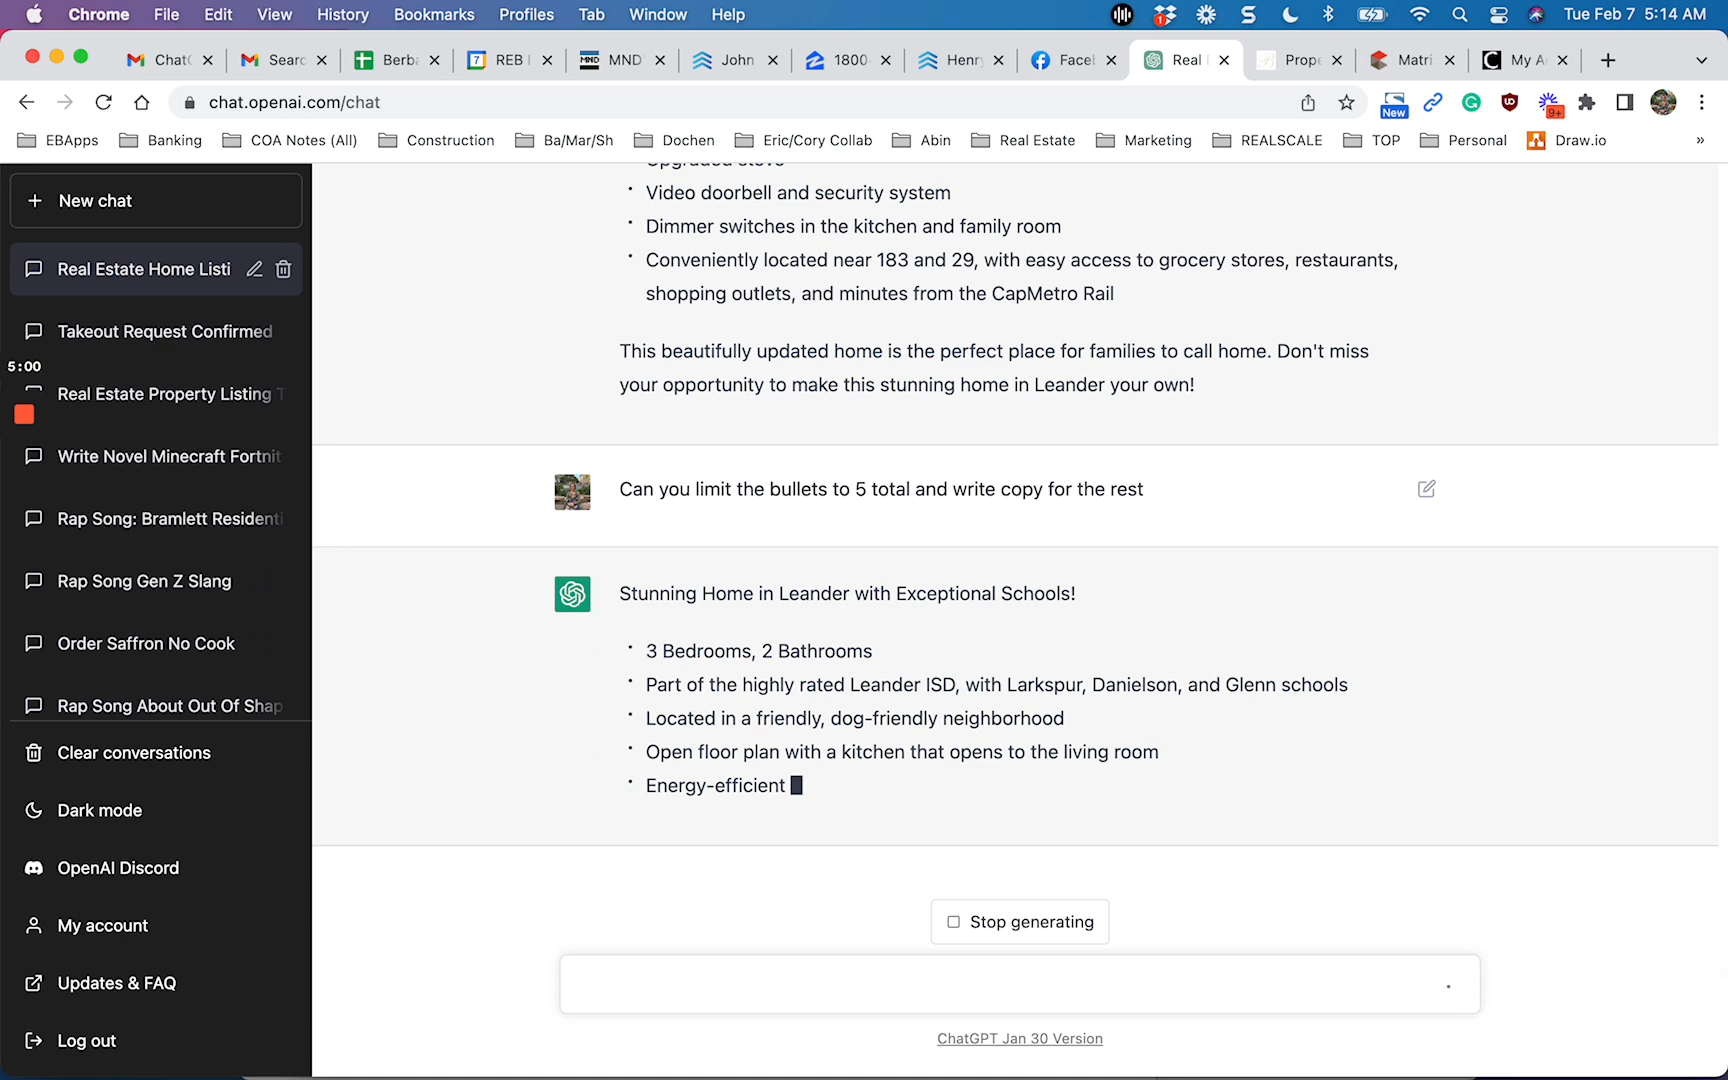 Chrome File Edit View History Bookmarks Profiles Tab Window Help
1
Tue Feb 7 5:14 AM
Chat
Searc
Berb
7
REB
MND
MND
John
1800
Henry
Facel
Real
Prope
Matri
My A
chat.openai.com/chat
New
9+
EBApps Banking COA Notes (All) Construction Ba/Mar/Sh Dochen Eric/Cory Collab Abin Real Estate Marketing REALSCALE TOP Personal Draw.io »
New chat
Real Estate Home Listi
Takeout Request Confirmed
5:00
Real Estate Property Listing T
Write Novel Minecraft Fortnit
Rap Song: Bramlett Residenti
Rap Song Gen Z Slang
Order Saffron No Cook
Rap Song About Out Of Shap
Clear conversations
Dark mode
OpenAI Discord
My account
Updates & FAQ
Log out
Upgraded stove
• Video doorbell and security system
• Dimmer switches in the kitchen and family room
• Conveniently located near 183 and 29, with easy access to grocery stores, restaurants,
shopping outlets, and minutes from the CapMetro Rail
This beautifully updated home is the perfect place for families to call home. Don't miss
your opportunity to make this stunning home in Leander your own!
Can you limit the bullets to 5 total and write copy for the rest
Stunning Home in Leander with Exceptional Schools!
• 3 Bedrooms, 2 Bathrooms
• Part of the highly rated Leander ISD, with Larkspur, Danielson, and Glenn schools
• Located in a friendly, dog-friendly neighborhood
• Open floor plan with a kitchen that opens to the living room
• Energy-efficient
Stop generating
ChatGPT Jan 30 Version